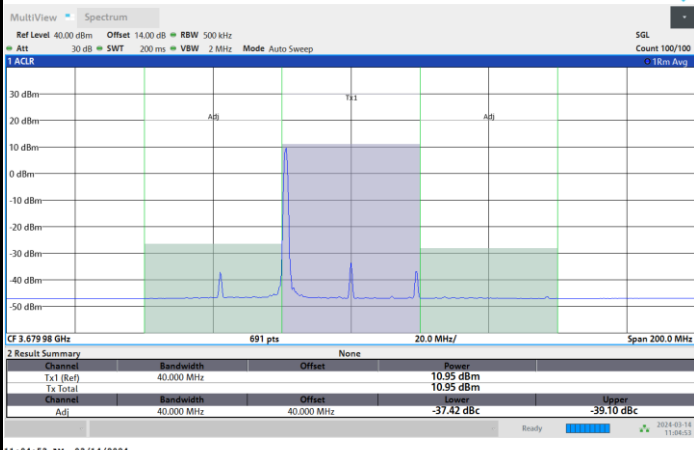 MultiView Spectrum
Ref Level 40.00 dBm Offset 14.00 dB RBW 500 kHz SGL
Att 30 dB SWT 200 ms VBW 2 MHz Mode Auto Sweep Count 100/100
1 ACLR 1Rm Avg
30 dBm
Tx1
20 dBm Adj Adj
10 dBm
0 dBm
-10 dBm
-20 dBm
-30 dBm
-40 dBm
-50 dBm
CF 3.679 98 GHz 691 pts 20.0 MHz/ Span 200.0 MHz
2 Result Summary None
Channel Bandwidth Offset Power
Tx1 (Ref) 40.000 MHz 10.95 dBm
Tx Total 10.95 dBm
Channel Bandwidth Offset Lower Upper
Adj 40.000 MHz 40.000 MHz -37.42 dBc -39.10 dBc
Ready 2024-03-14
11:04:53